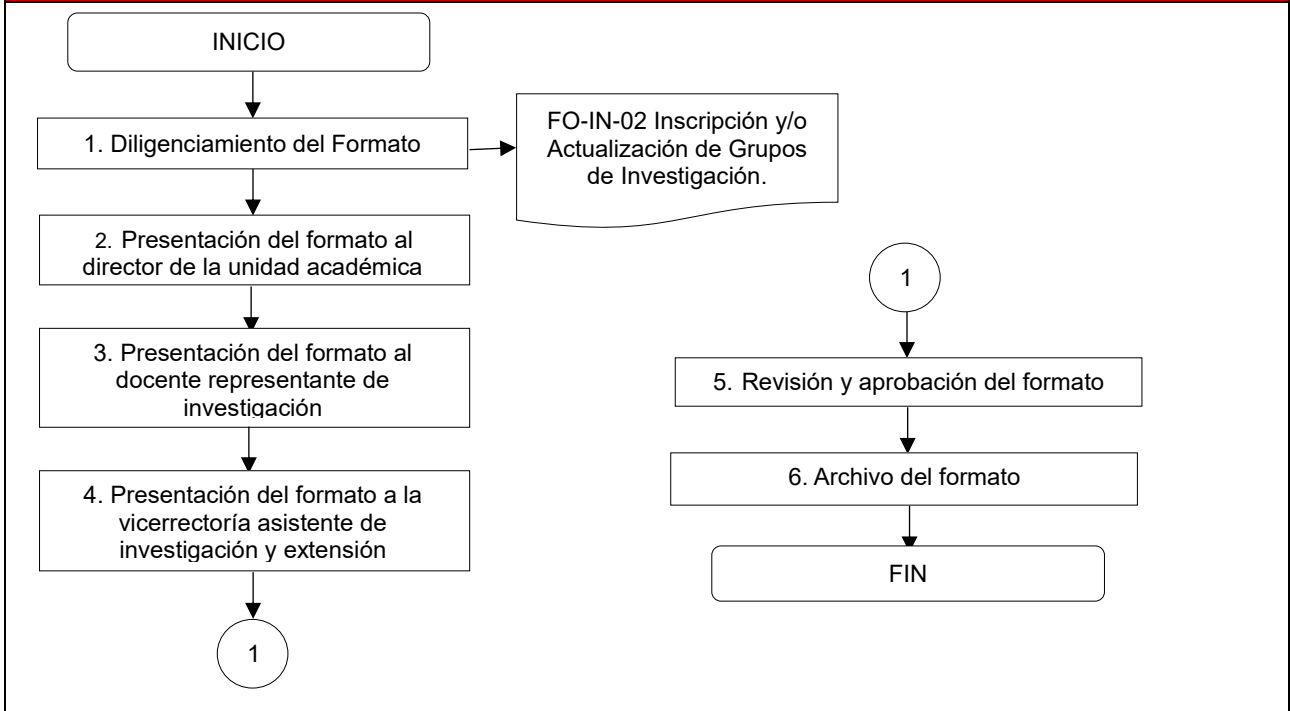 INICIO
1. Diligenciamiento del Formato
FO-IN-02 Inscripción y/o
Actualización de Grupos
de Investigación.
2. Presentación del formato al
director de la unidad académica
3. Presentación del formato al
docente representante de
investigación
4. Presentación del formato a la
vicerrectoría asistente de
investigación y extensión
1
1
5. Revisión y aprobación del formato
6. Archivo del formato
FIN